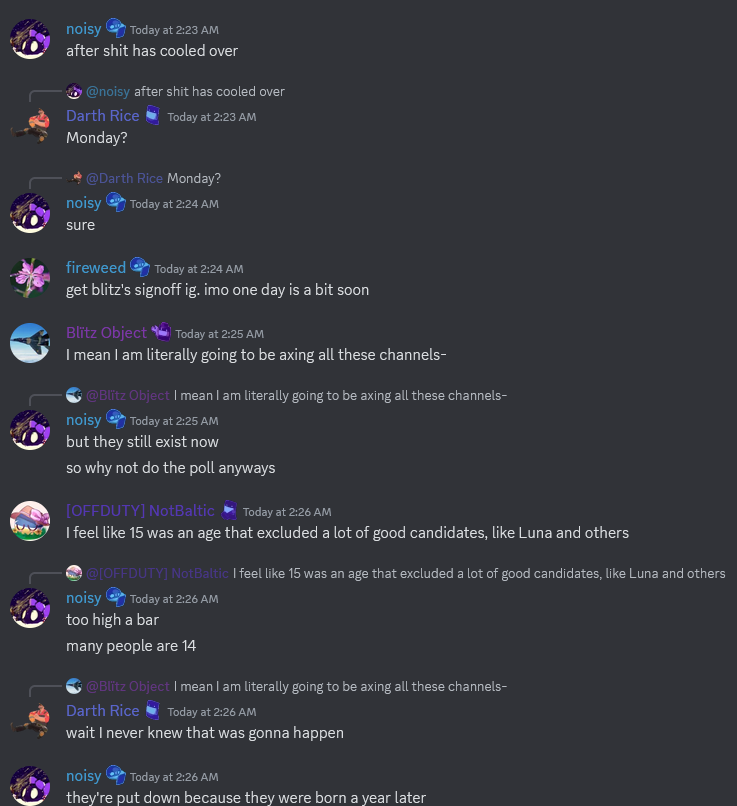 noisy Today at 2:23 AM
after shit has cooled over
@noisy after shit has cooled over
Darth Rice Today at 2:23 AM
Monday?
@Darth Rice Monday?
noisy Today at 2:24 AM
sure
fireweed Today at 2:24 AM
get blitz's signoff ig. imo one day is a bit soon
Blĭtz Object Today at 2:25 AM
I mean I am literally going to be axing all these channels-
@Blĭtz Object I mean I am literally going to be axing all these channels-
noisy Today at 2:25 AM
but they still exist now
so why not do the poll anyways
[OFFDUTY] NotBaltic Today at 2:26 AM
I feel like 15 was an age that excluded a lot of good candidates, like Luna and others
@[OFFDUTY] NotBaltic I feel like 15 was an age that excluded a lot of good candidates, like Luna and others
noisy Today at 2:26 AM
too high a bar
many people are 14
@Blĭtz Object I mean I am literally going to be axing all these channels-
Darth Rice Today at 2:26 AM
wait I never knew that was gonna happen
noisy Today at 2:26 AM
they're put down because they were born a year later